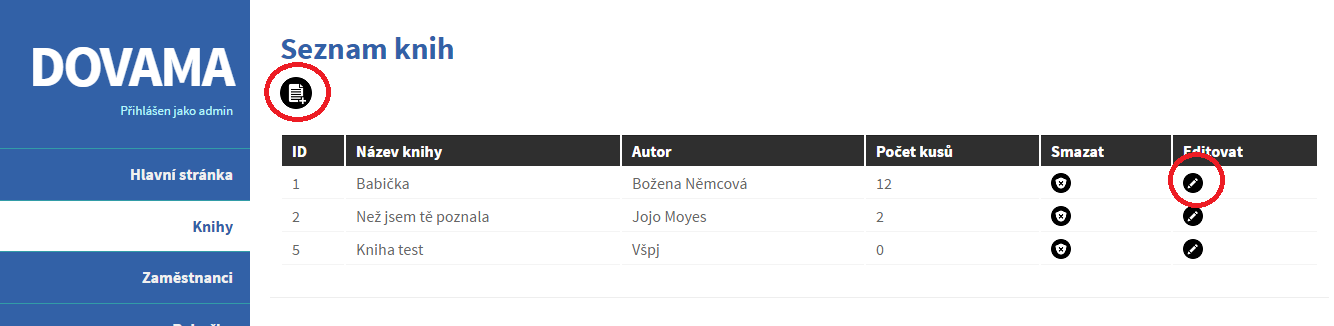 DOVAMA
Přihlášen jako admin
Hlavní stránka
Knihy
Zaměstnanci
Seznam knih
ID Název knihy Autor Počet kusů Smazat Editovat
1 Babička Božena Němcová 12
2 Než jsem tě poznala Jojo Moyes 2
5 Kniha test Všpj 0